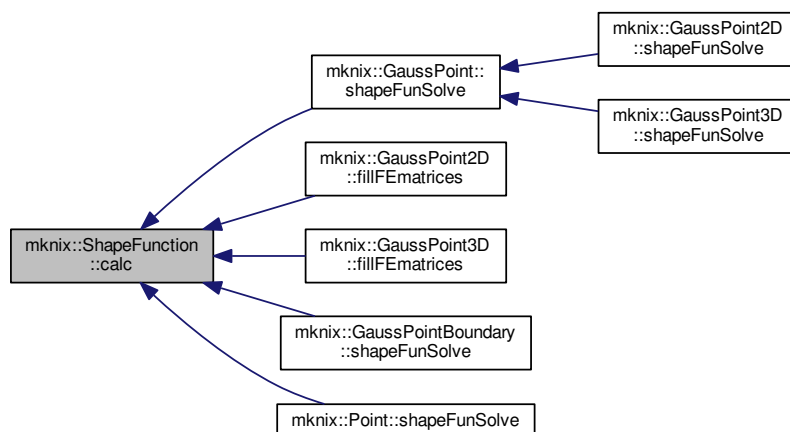 mknix::ShapeFunction
::calc
mknix::GaussPoint::
shapeFunSolve
mknix::GaussPoint2D
::shapeFunSolve
mknix::GaussPoint3D
::shapeFunSolve
mknix::GaussPoint2D
::fillFEmatrices
mknix::GaussPoint3D
::fillFEmatrices
mknix::GaussPointBoundary
::shapeFunSolve
mknix::Point::shapeFunSolve